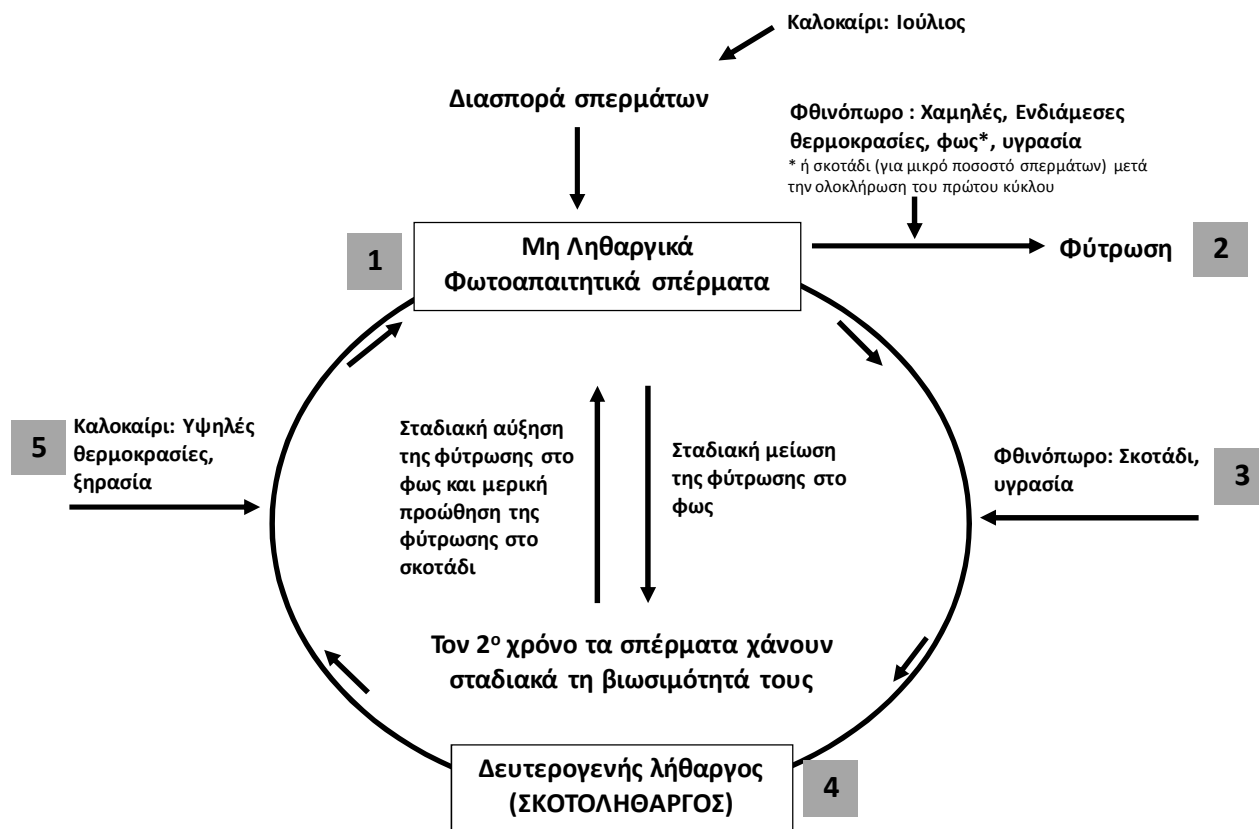 Καλοκαίρι: Ιούλιος
Διασπορά σπερμάτων
Φθινόπωρο : Χαμηλές, Ενδιάμεσες
θερμοκρασίες, φως*, υγρασία
* ή σκοτάδι (για μικρό ποσοστό σπερμάτων) μετά
την ολοκλήρωση του πρώτου κύκλου
1
Μη Ληθαργικά
Φωτοαπαιτητικά σπέρματα
Φύτρωση
2
5
Καλοκαίρι: Υψηλές
θερμοκρασίες,
ξηρασία
Σταδιακή αύξηση
της φύτρωσης στο
φως και μερική
προώθηση της
φύτρωσης στο
σκοτάδι
Σταδιακή μείωση
της φύτρωσης στο
φως
Φθινόπωρο: Σκοτάδι,
υγρασία
3
Τον 2ο χρόνο τα σπέρματα χάνουν
σταδιακά τη βιωσιμότητά τους
Δευτερογενής λήθαργος
(ΣΚΟΤΟΛΗΘΑΡΓΟΣ)
4